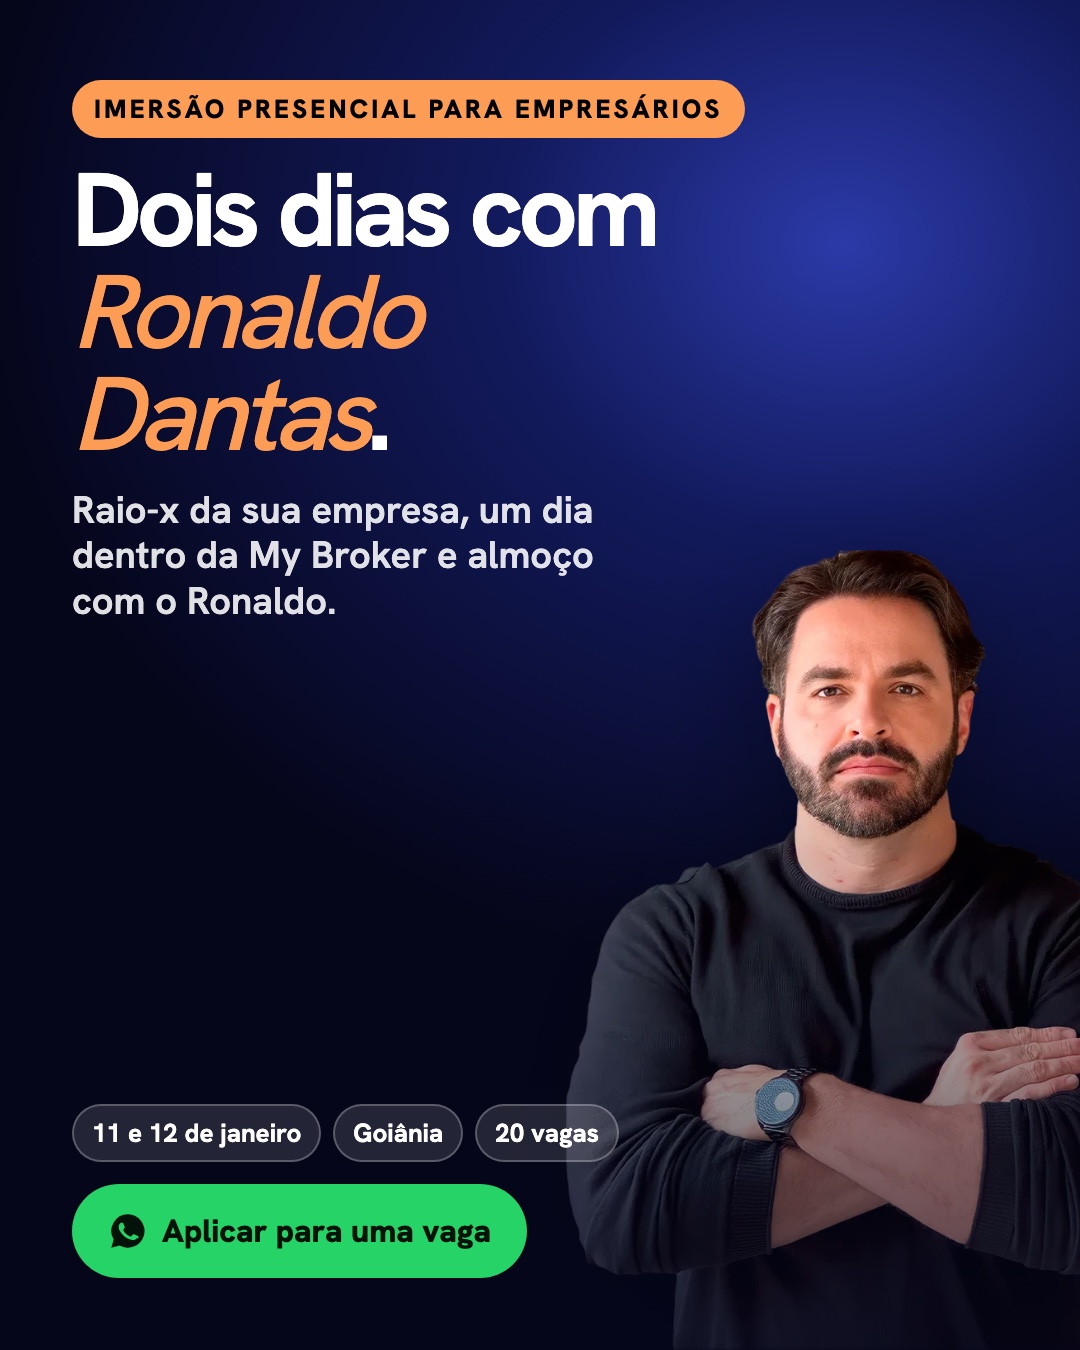 IMERSÃO PRESENCIAL PARA EMPRESÁRIOS
Dois dias com
Ronaldo
Dantas.
Raio-x da sua empresa, um dia
dentro da My Broker e almoço
com o Ronaldo.
11 e 12 de janeiro
Goiânia
20 vagas
Aplicar para uma vaga